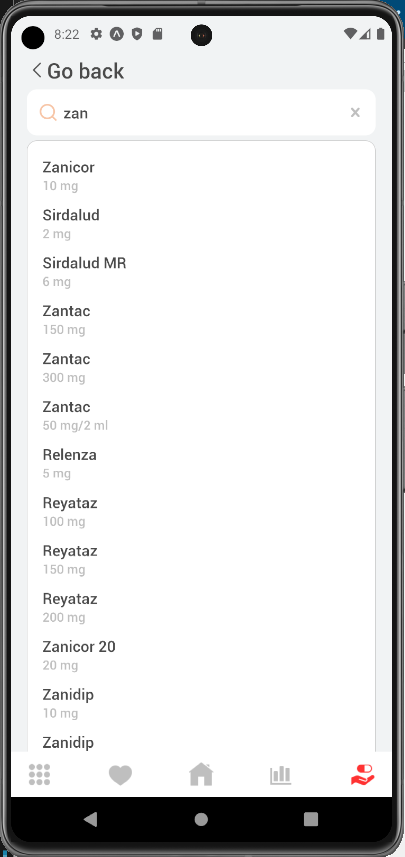 8:22
Go back
zan
Zanicor
10 mg
Sirdalud
2 mg
Sirdalud MR
6 mg
Zantac
150 mg
Zantac
300 mg
Zantac
50 mg/2 ml
Relenza
5 mg
Reyataz
100 mg
Reyataz
150 mg
Reyataz
200 mg
Zanicor 20
20 mg
Zanidip
10 mg
Zanidip